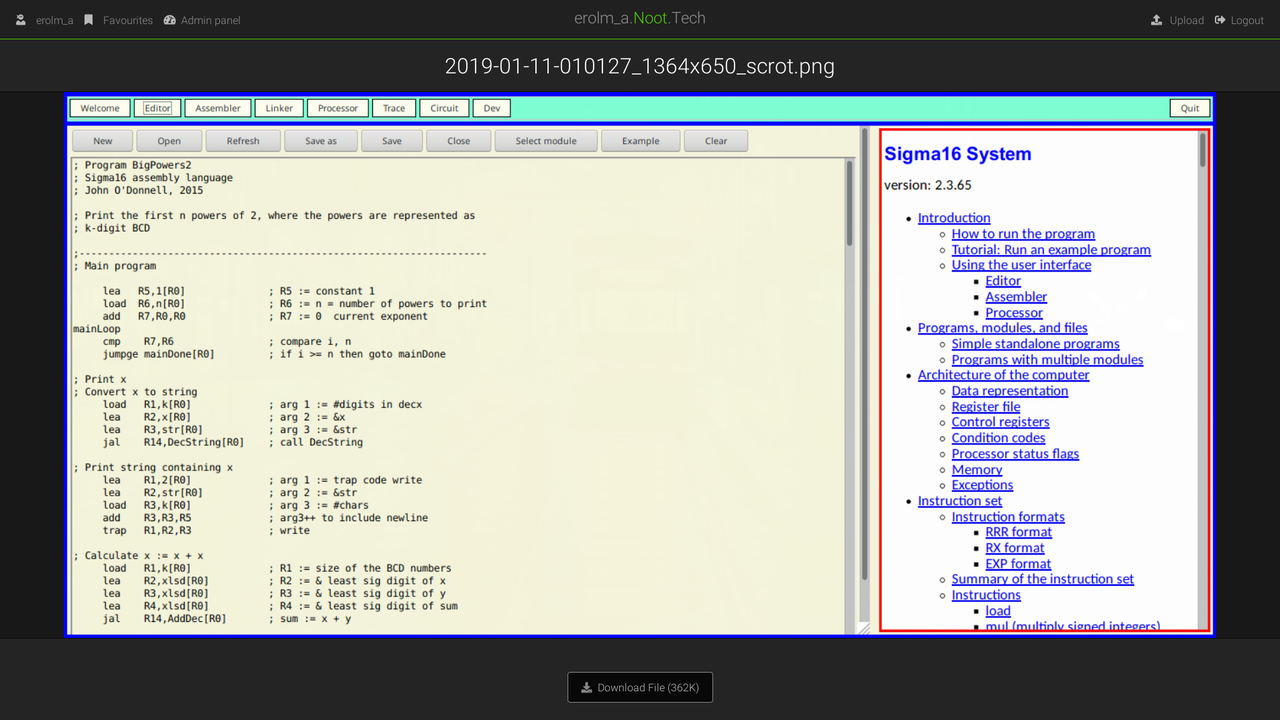 erolm_a Favourites Admin panel erolm_a.Noot.Tech Upload Logout
2019-01-11-010127_1364x650_scrot.png
Welcome Editor Assembler Linker Processor Trace Circuit Dev Quit
New Open Refresh Save as Save Close Select module Example Clear
; Program BigPowers2
; Sigma16 assembly language
; John O'Donnell, 2015
; Print the first n powers of 2, where the powers are represented as
; k-digit BCD
;--------------------------------------------------------------------
; Main program
lea R5,1[R0] ; R5 := constant 1
load R6,n[R0] ; R6 := n = number of powers to print
add R7,R0,R0 ; R7 := 0 current exponent
mainLoop
cmp R7,R6 ; compare i, n
jumpge mainDone[R0] ; if i >= n then goto mainDone
; Print x
; Convert x to string
load R1,k[R0] ; arg 1 := #digits in decx
lea R2,x[R0] ; arg 2 := &x
lea R3,str[R0] ; arg 3 := &str
jal R14,DecString[R0] ; call DecString
; Print string containing x
lea R1,2[R0] ; arg 1 := trap code write
lea R2,str[R0] ; arg 2 := &str
load R3,k[R0] ; arg 3 := #chars
add R3,R3,R5 ; arg3++ to include newline
trap R1,R2,R3 ; write
; Calculate x := x + x
load R1,k[R0] ; R1 := size of the BCD numbers
lea R2,xlsd[R0] ; R2 := & least sig digit of x
lea R3,xlsd[R0] ; R3 := & least sig digit of y
lea R4,xlsd[R0] ; R4 := & least sig digit of sum
jal R14,AddDec[R0] ; sum := x + y
Sigma16 System
version: 2.3.65
Introduction
How to run the program
Tutorial: Run an example program
Using the user interface
Editor
Assembler
Processor
Programs, modules, and files
Simple standalone programs
Programs with multiple modules
Architecture of the computer
Data representation
Register file
Control registers
Condition codes
Processor status flags
Memory
Exceptions
Instruction set
Instruction formats
RRR format
RX format
EXP format
Summary of the instruction set
Instructions
load
mul (multiply signed integers)
Download File (362K)